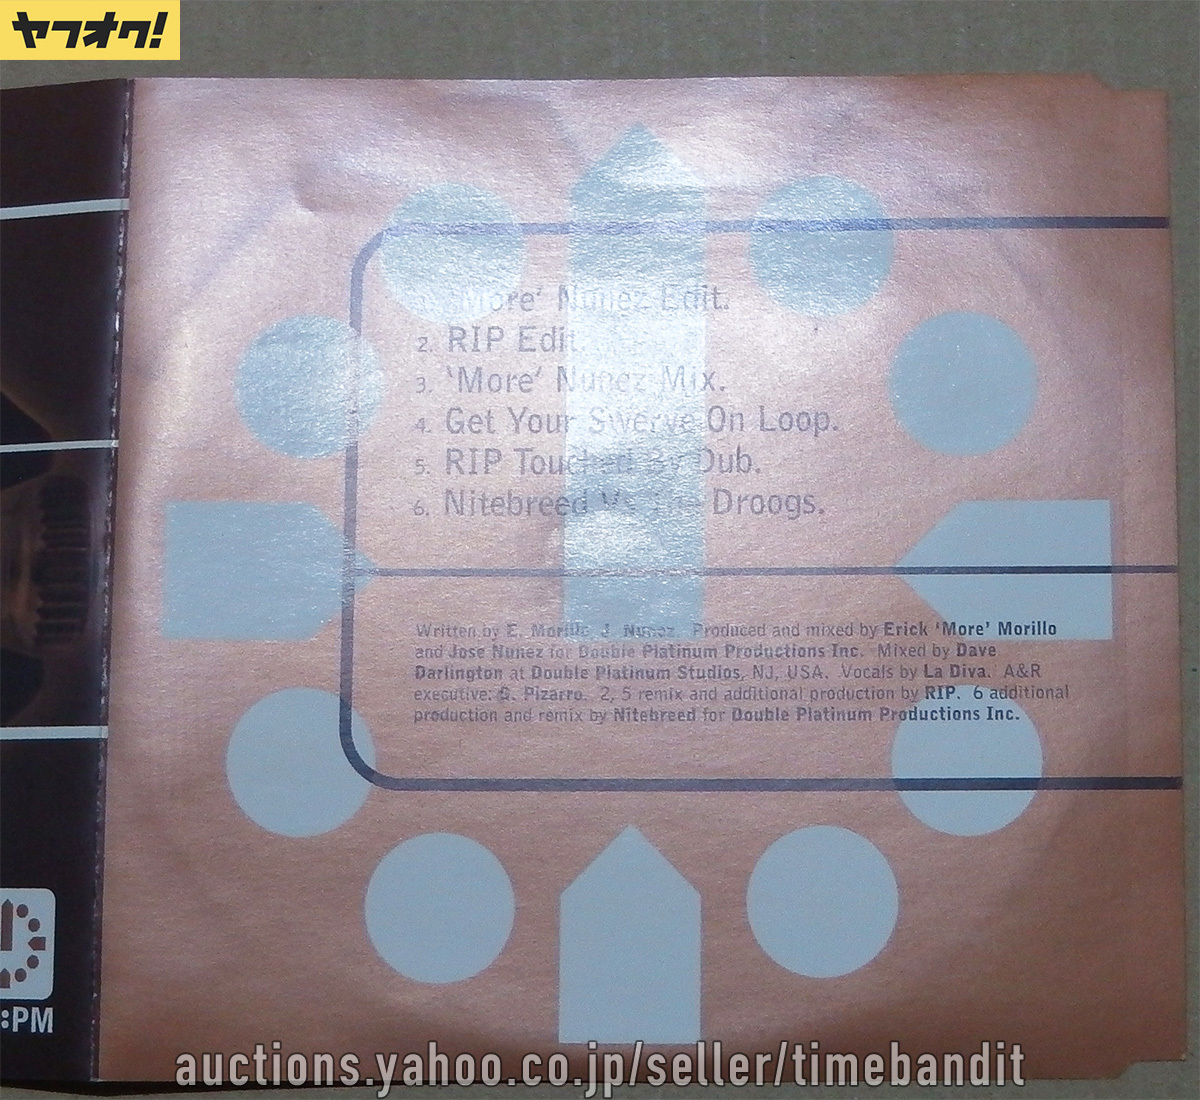 ヤフオク!
'More' Nunez Edit.
2. RIP Edit.
3. 'More' Nunez Mix.
4. Get Your Swerve On Loop.
5. RIP Touched By Dub.
6. Nitebreed Vs The Droogs.
Written by E. Morillo J. Nunez. Produced and mixed by Erick 'More' Morillo
and Jose Nunez for Double Platinum Productions Inc. Mixed by Dave
Darlington at Double Platinum Studios, NJ, USA. Vocals by La Diva. A&R
executive: G. Pizarro. 2, 5 remix and additional production by RIP. 6 additional
production and remix by Nitebreed for Double Platinum Productions Inc.
:PM
auctions.yahoo.co.jp/seller/timebandit